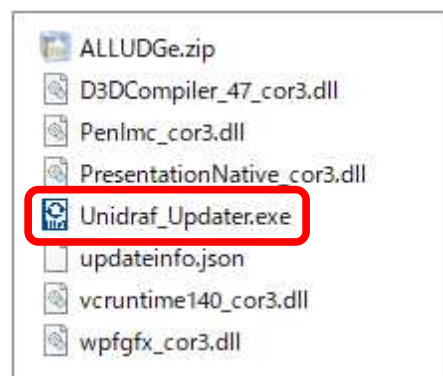 ALLUDGe.zip
D3DCompiler_47_cor3.dll
PenImc_cor3.dll
PresentationNative_cor3.dll
Unidraf_Updater.exe
updateinfo.json
vcruntime140_cor3.dll
wpfgfx_cor3.dll